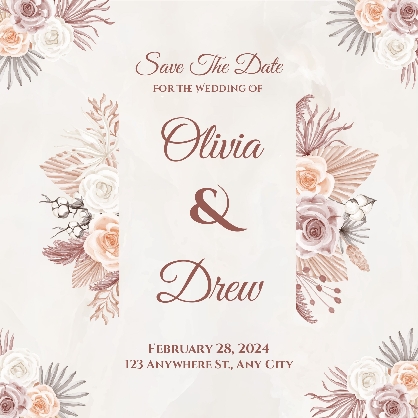 Save The Date
FOR THE WEDDING OF
Olivia
&
Drew
FEBRUARY 28, 2024
123 ANYWHERE ST., ANY CITY